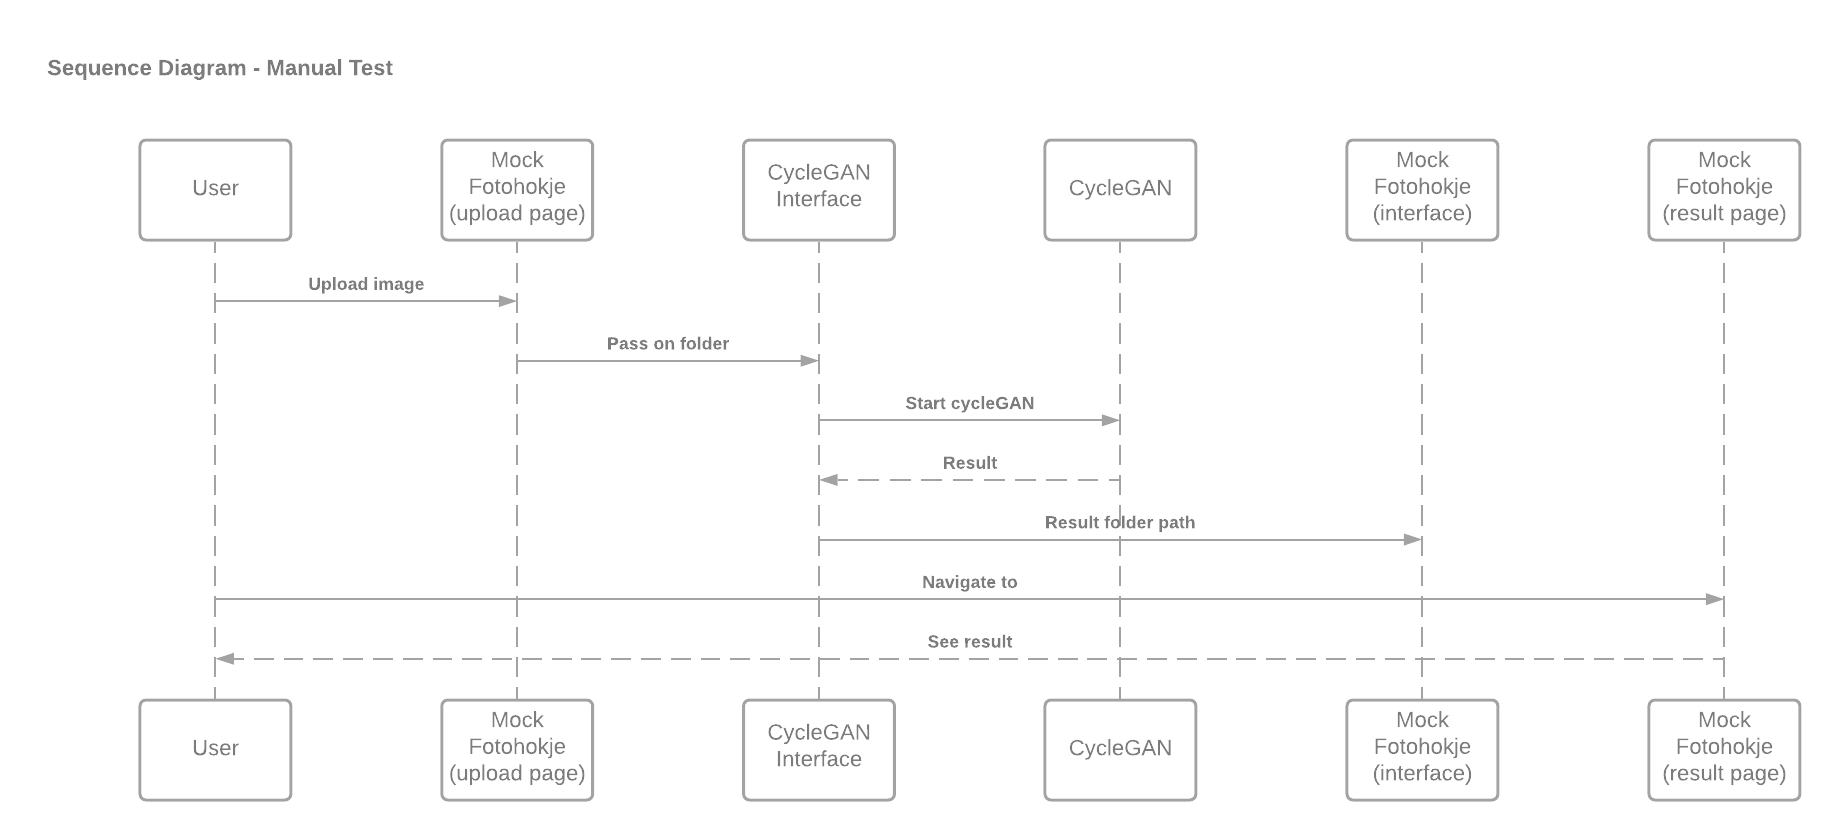 Sequence Diagram - Manual Test
User
Mock
Fotohokje
(upload page)
CycleGAN
Interface
CycleGAN
Mock
Fotohokje
(interface)
Mock
Fotohokje
(result page)
Upload image
Pass on folder
Start cycleGAN
Result
Result folder path
Navigate to
See result
User
Mock
Fotohokje
(upload page)
CycleGAN
Interface
CycleGAN
Mock
Fotohokje
(interface)
Mock
Fotohokje
(result page)